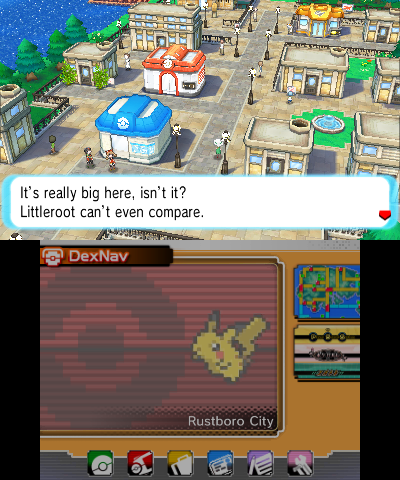 It's really big here, isn't it?
Littleroot can't even compare.
DexNav
Rustboro City